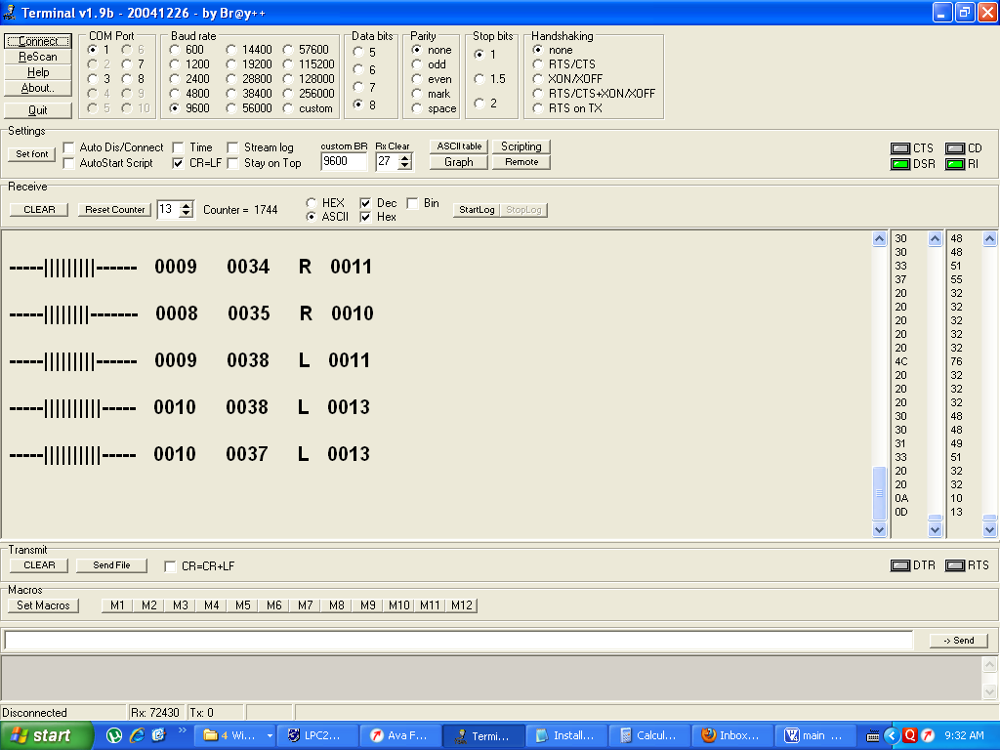 Terminal v1.9b - 20041226 - by Br@y++
Connect
ReScan
Help
About..
Quit
COM Port
1 6
2 7
3 8
4 9
5 10
Baud rate
600 14400 57600
1200 19200 115200
2400 28800 128000
4800 38400 256000
9600 56000 custom
Data bits
5
6
7
8
Parity
none
odd
even
mark
space
Stop bits
1
1.5
2
Handshaking
none
RTS/CTS
XON/XOFF
RTS/CTS+XON/XOFF
RTS on TX
Settings
Set font
Auto Dis/Connect Time Stream log
AutoStart Script CR=LF Stay on Top
custom BR Rx Clear
9600 27
ASCII table Scripting
Graph Remote
CTS CD
DSR RI
Receive
CLEAR Reset Counter 13 Counter = 1744
HEX Dec Bin
ASCII Hex
StartLog StopLog
-----|||||||||------ 0009 0034 R 0011
-----||||||||------- 0008 0035 R 0010
-----|||||||||------ 0009 0038 L 0011
-----||||||||||----- 0010 0038 L 0013
-----||||||||||----- 0010 0037 L 0013
30 48
30 48
33 51
37 55
20 32
20 32
20 32
20 32
20 32
4C 76
20 32
20 32
20 32
30 48
30 48
31 49
33 51
20 32
20 32
0A 10
0D 13
Transmit
CLEAR Send File CR=CR+LF
DTR RTS
Macros
Set Macros M1 M2 M3 M4 M5 M6 M7 M8 M9 M10 M11 M12
-> Send
Disconnected Rx: 72430 Tx: 0
start
4 Wi... LPC2... Ava F... Termi... Install... Calcul... Inbox... main ... 9:32 AM